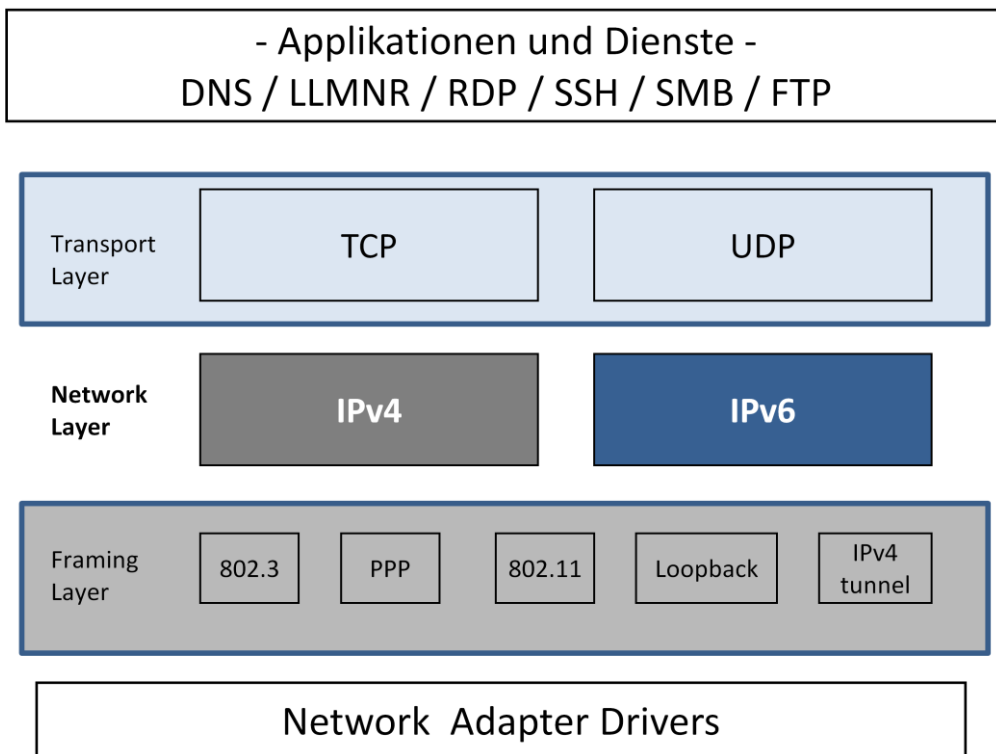 - Applikationen und Dienste -
DNS / LLMNR / RDP / SSH / SMB / FTP
Transport
Layer
TCP
UDP
Network
Layer
IPv4
IPv6
Framing
Layer
802.3
PPP
802.11
Loopback
IPv4
tunnel
Network Adapter Drivers